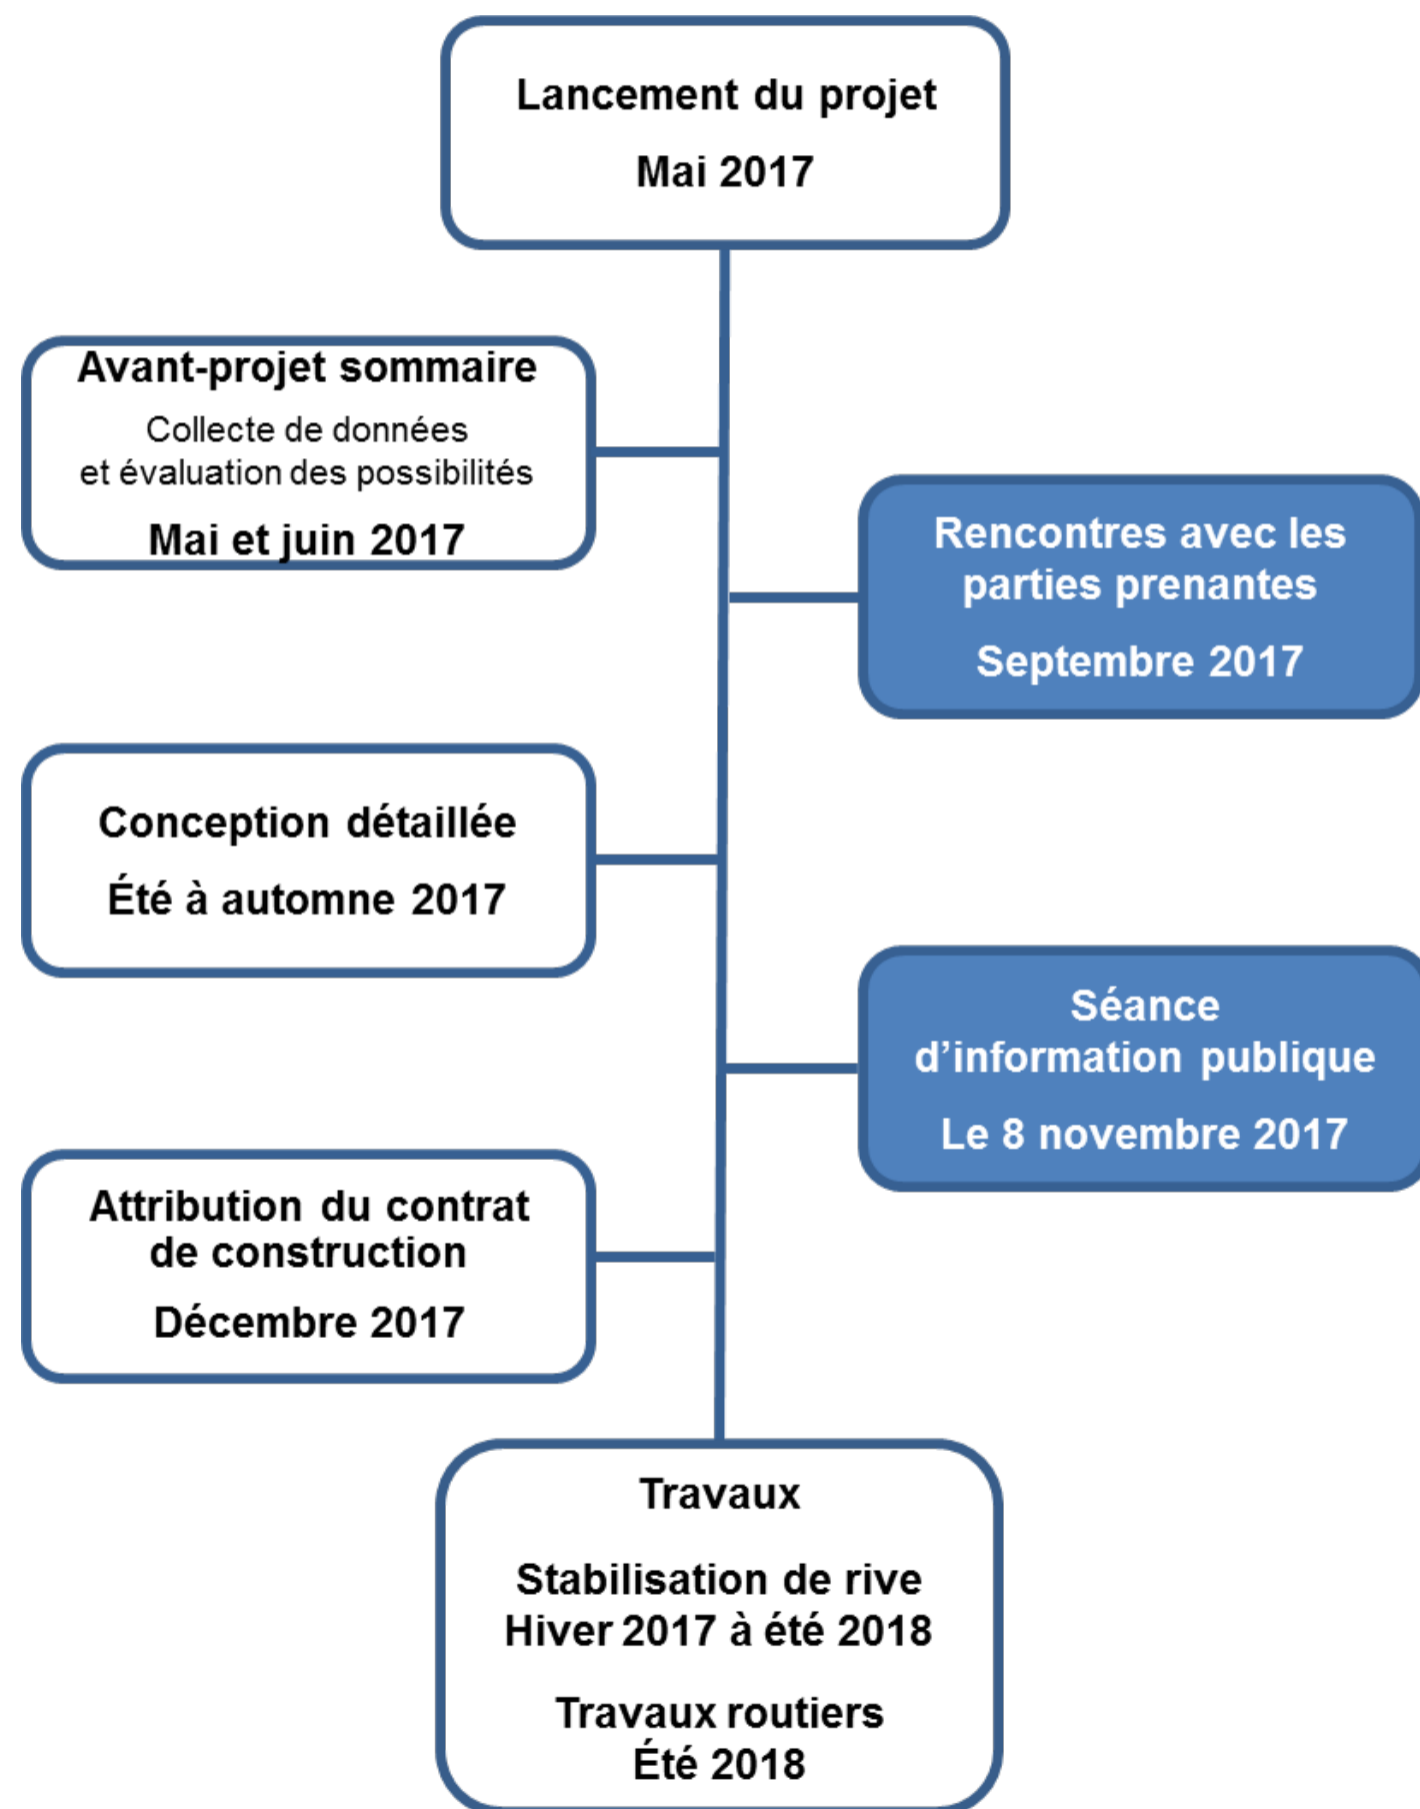 Lancement du projet
Mai 2017
Avant-projet sommaire
Collecte de données
et évaluation des possibilités
Mai et juin 2017
Rencontres avec les
parties prenantes
Septembre 2017
Conception détaillée
Été à automne 2017
Séance
d’information publique
Le 8 novembre 2017
Attribution du contrat
de construction
Décembre 2017
Travaux
Stabilisation de rive
Hiver 2017 à été 2018
Travaux routiers
Été 2018